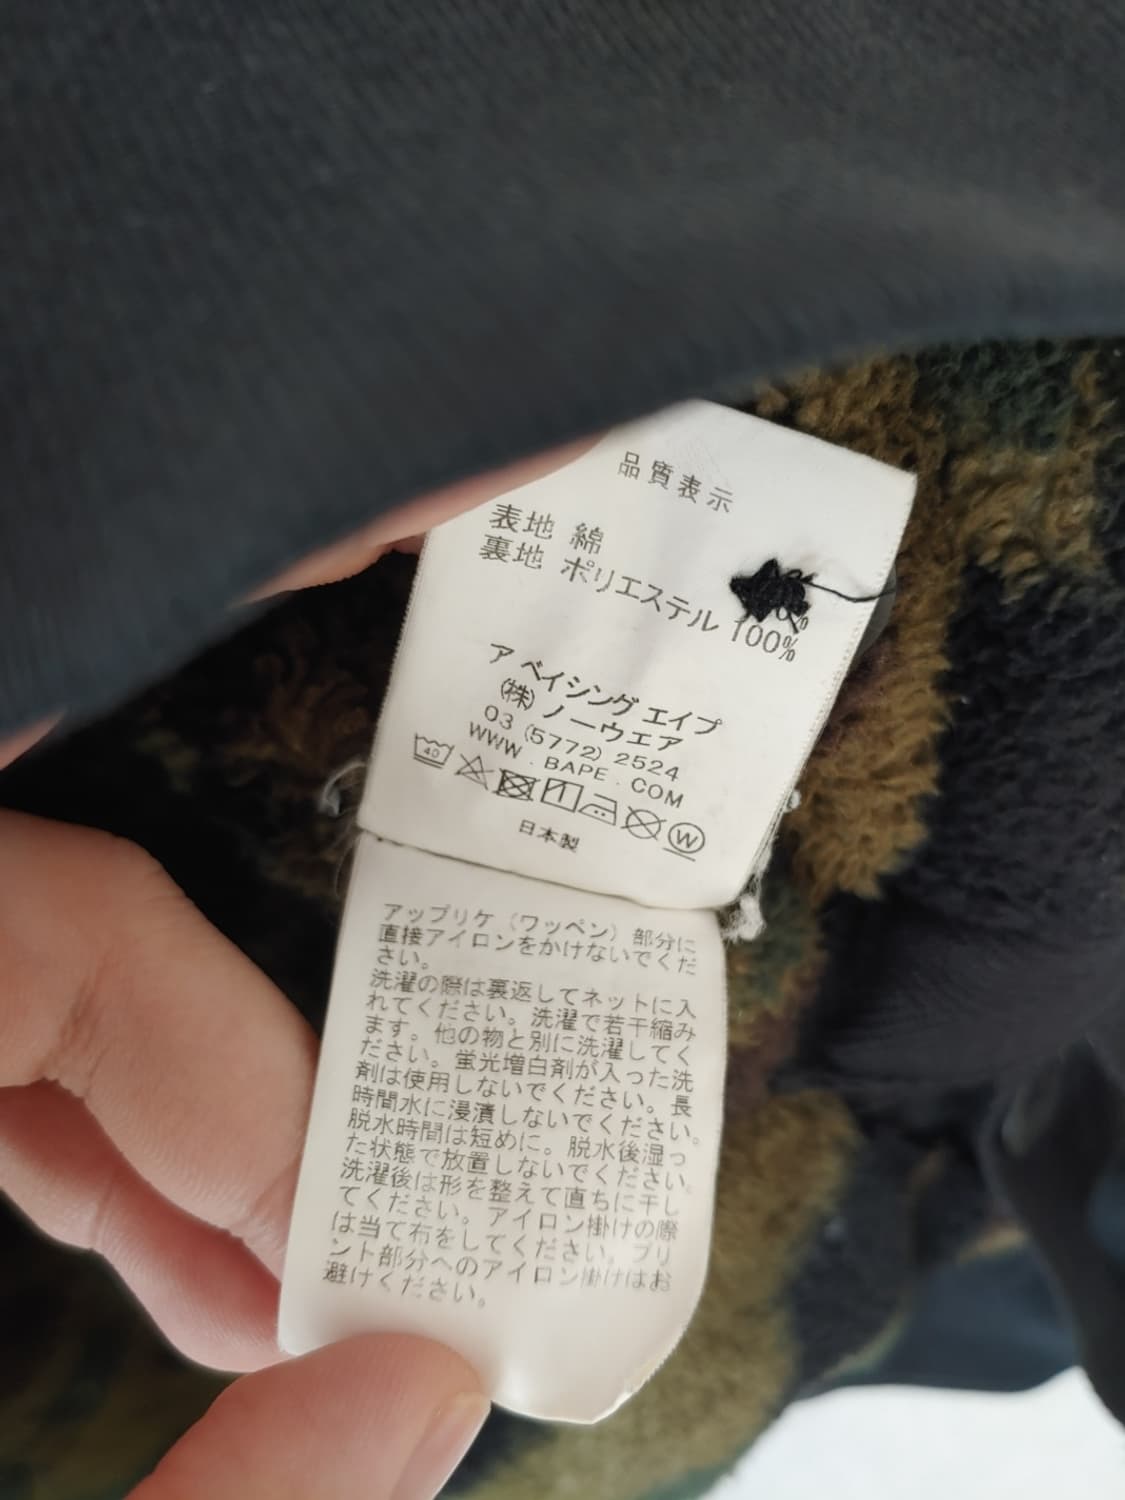 品質表示
表地 綿
裏地 ポリエステル 100%
ア ベイシング エイプ
(株) ノーウェア
03 (5772) 2524
WWW . BAPE . COM
40
W
日本製
アップリケ（ワッペン）部分に
直接アイロンをかけないでくだ
さい。
洗濯の際は裏返してネットに入
れてください。洗濯で若干縮み
ます。他の物と別に洗濯してく
ださい。蛍光増白剤が入った洗
剤は使用しないでください。長
時間水に浸漬しないでください。
脱水時間は短めに。脱水後湿っ
た状態で放置しないでください。
洗濯後は形を整えて直ちに干し
てください。アイロン掛けの際
は当て布をしてください。プリ
ント部分へのアイロン掛けはお
避けください。